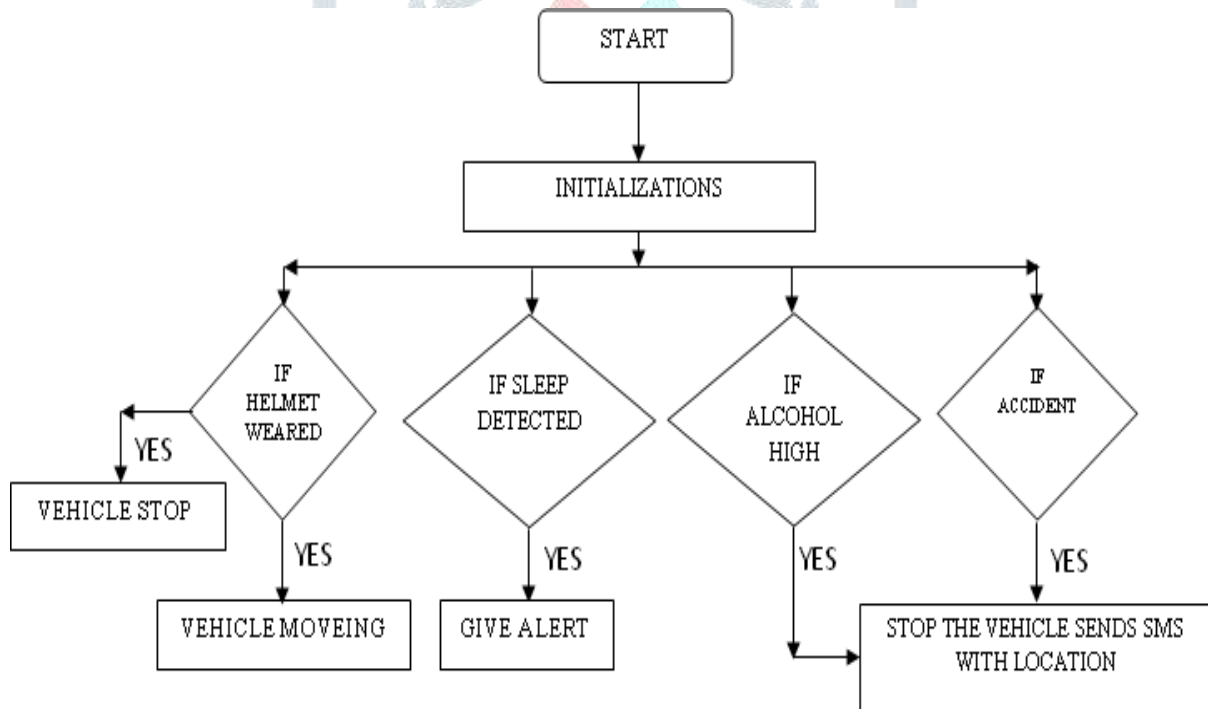 START
INITIALIZATIONS
IF
HELMET
WEARED
IF SLEEP
DETECTED
IF
ALCOHOL
HIGH
IF
ACCIDENT
YES
VEHICLE STOP
YES
YES
YES
YES
VEHICLE MOVEING
GIVE ALERT
STOP THE VEHICLE SENDS SMS
WITH LOCATION